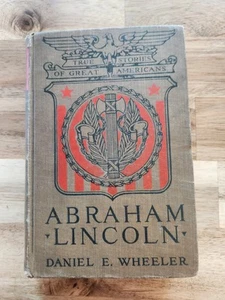 TRUE STORIES
OF GREAT AMERICANS
ABRAHAM
LINCOLN
DANIEL E. WHEELER